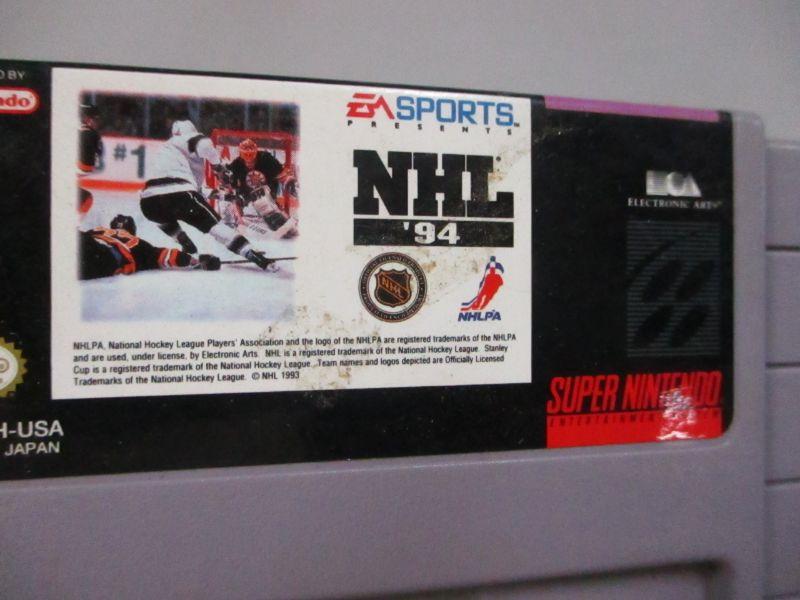 D BY
ndo
#1
EA SPORTS™
PRESENTS
NHL
'94
NHL
NHLPA
NHLPA, National Hockey League Players' Association and the logo of the NHLPA are registered trademarks of the NHLPA
and are used, under license, by Electronic Arts. NHL is a registered trademark of the National Hockey League. Stanley
Cup is a registered trademark of the National Hockey League. Team names and logos depicted are Officially Licensed
Trademarks of the National Hockey League. © NHL 1993
H-USA
JAPAN
ELECTRONIC ARTS®
SUPER NINTENDO
ENTERTAINMENT